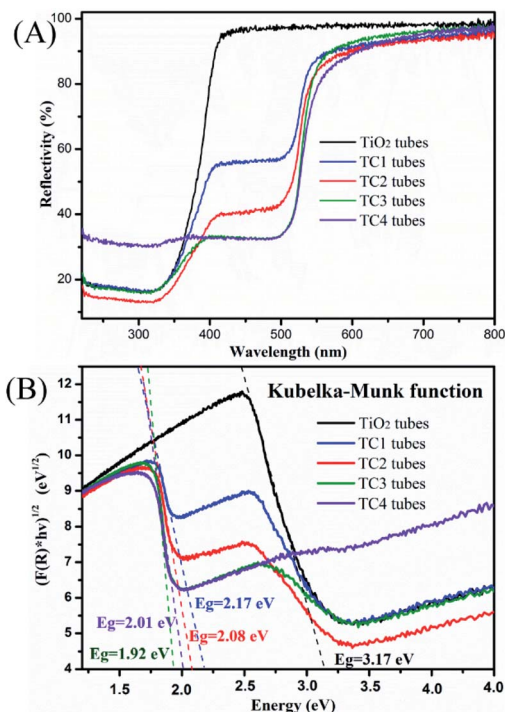 (A)
100
80
60
40
20
Reflectivity (%)
TiO₂ tubes
TC1 tubes
TC2 tubes
TC3 tubes
TC4 tubes
300 400 500 600 700 800
Wavelength (nm)
(B)
12
11
10
9
8
7
6
5
4
(F(R)*hν)^1/2 (eV^1/2)
Kubelka-Munk function
TiO₂ tubes
TC1 tubes
TC2 tubes
TC3 tubes
TC4 tubes
Eg=2.17 eV
Eg=2.01 eV
Eg=2.08 eV
Eg=1.92 eV
Eg=3.17 eV
1.5 2.0 2.5 3.0 3.5 4.0
Energy (eV)